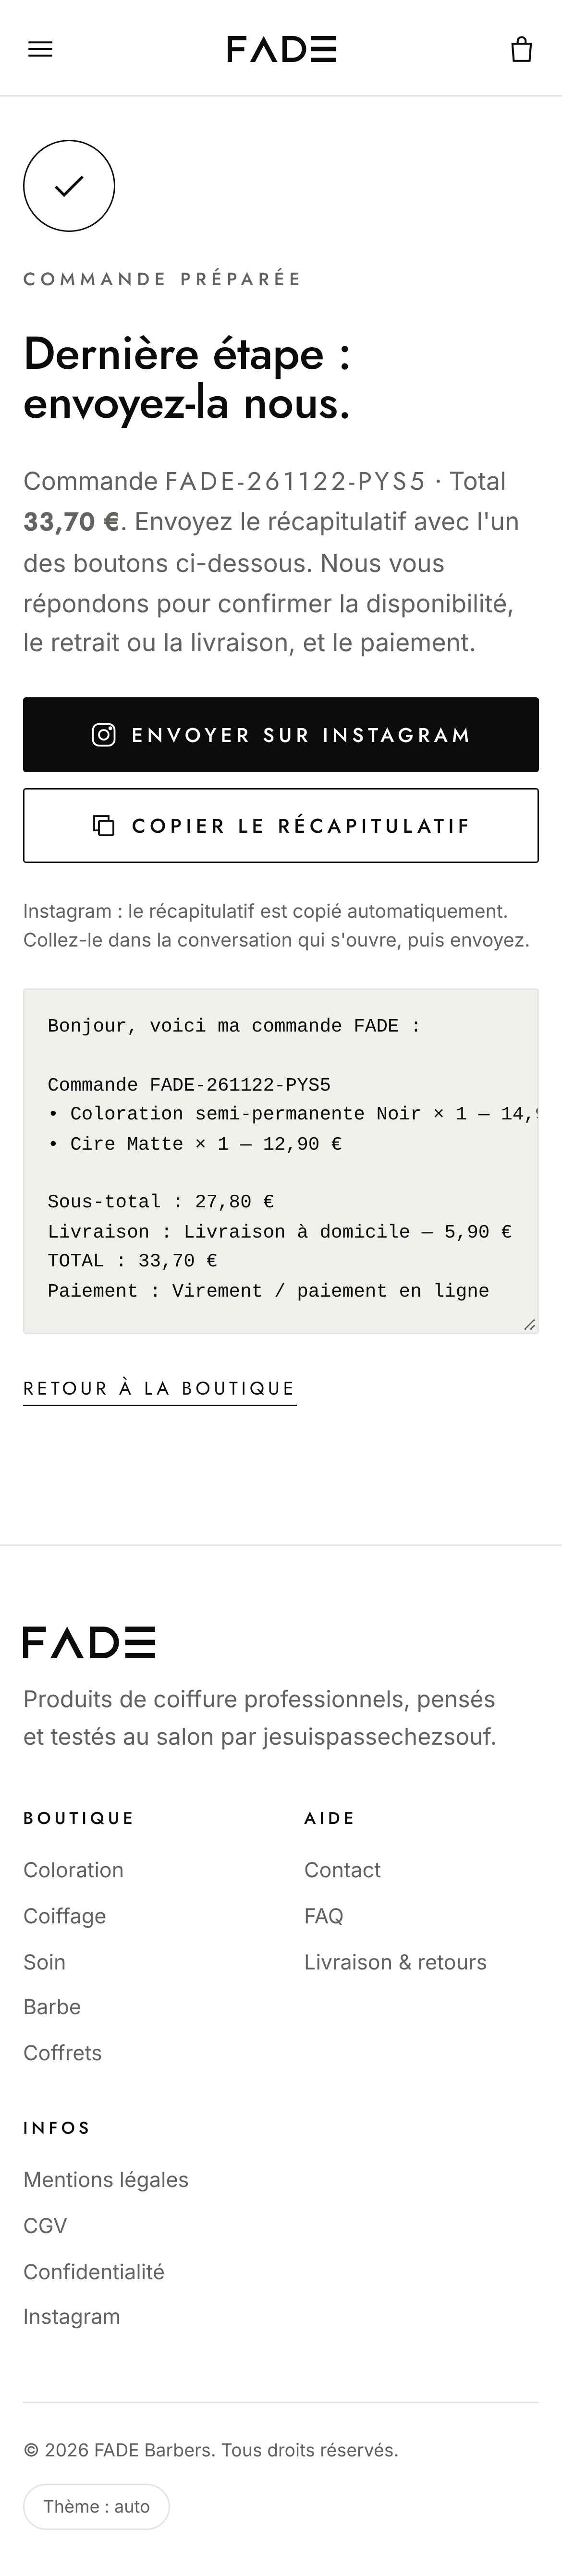 FADE
COMMANDE PRÉPARÉE
Dernière étape :
envoyez-la nous.
Commande FADE-261122-PYS5 · Total
33,70 €. Envoyez le récapitulatif avec l'un
des boutons ci-dessous. Nous vous
répondons pour confirmer la disponibilité,
le retrait ou la livraison, et le paiement.
ENVOYER SUR INSTAGRAM
COPIER LE RÉCAPITULATIF
Instagram : le récapitulatif est copié automatiquement.
Collez-le dans la conversation qui s'ouvre, puis envoyez.
Bonjour, voici ma commande FADE :
Commande FADE-261122-PYS5
• Coloration semi-permanente Noir × 1 — 14,
• Cire Matte × 1 — 12,90 €
Sous-total : 27,80 €
Livraison : Livraison à domicile — 5,90 €
TOTAL : 33,70 €
Paiement : Virement / paiement en ligne
RETOUR À LA BOUTIQUE
FADE
Produits de coiffure professionnels, pensés
et testés au salon par jesuispassechezsouf.
BOUTIQUE
Coloration
Coiffage
Soin
Barbe
Coffrets
AIDE
Contact
FAQ
Livraison & retours
INFOS
Mentions légales
CGV
Confidentialité
Instagram
© 2026 FADE Barbers. Tous droits réservés.
Thème : auto